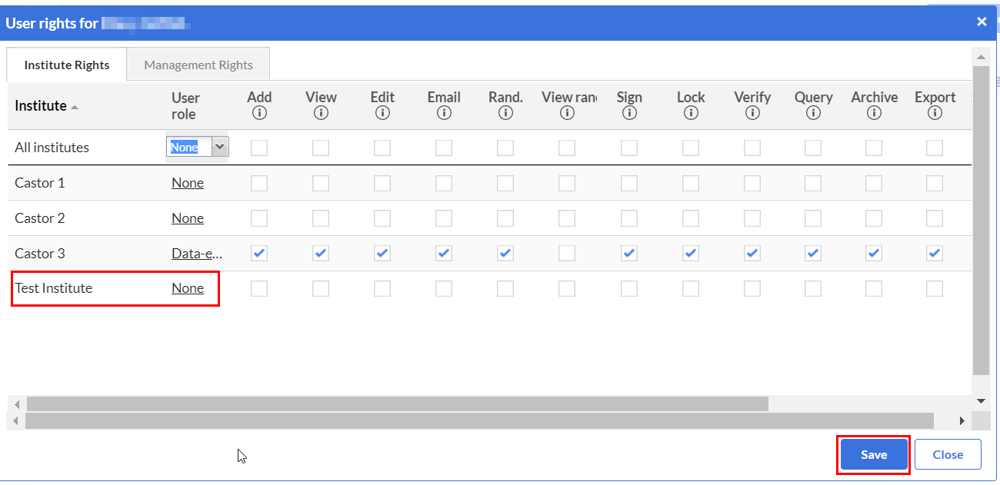 User rights for
Institute Rights Management Rights
Institute User role Add View Edit Email Rand. View ran Sign Lock Verify Query Archive Export
All institutes None
Castor 1 None
Castor 2 None
Castor 3 Data-e...
Test Institute None
Save Close